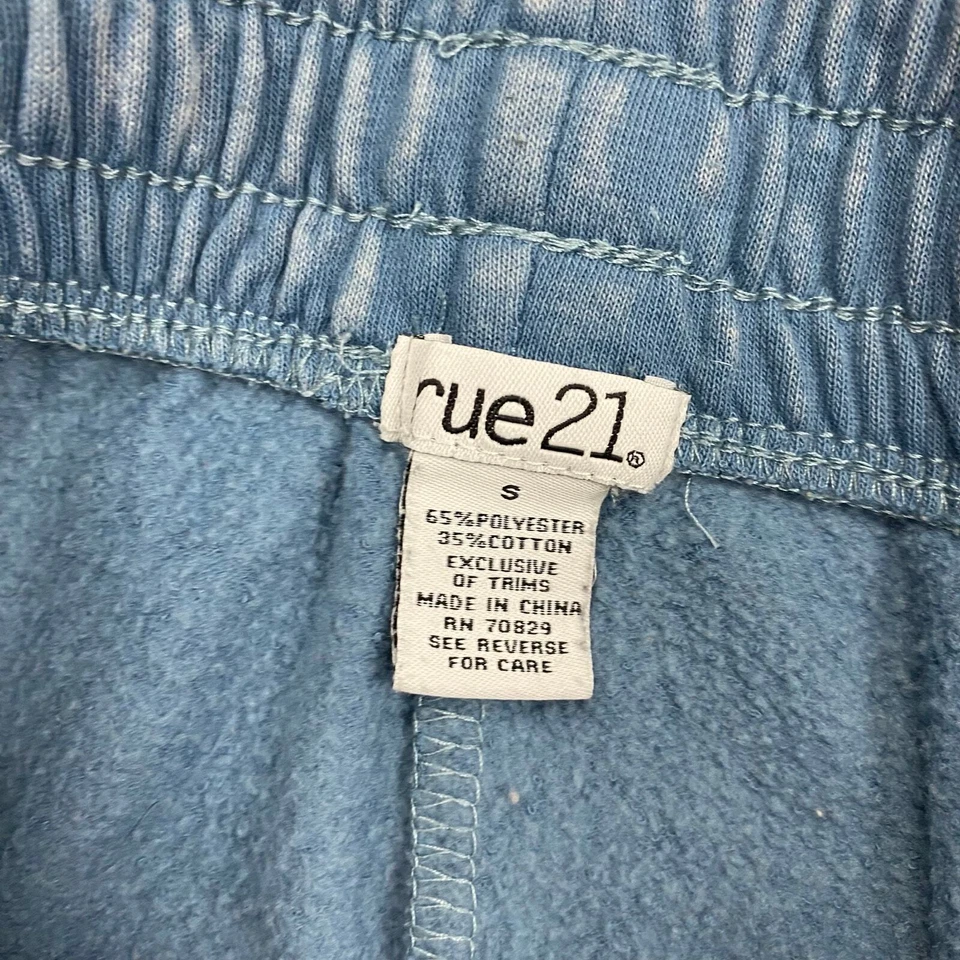 rue21®
S
65%POLYESTER
35%COTTON
EXCLUSIVE
OF TRIMS
MADE IN CHINA
RN 70829
SEE REVERSE
FOR CARE